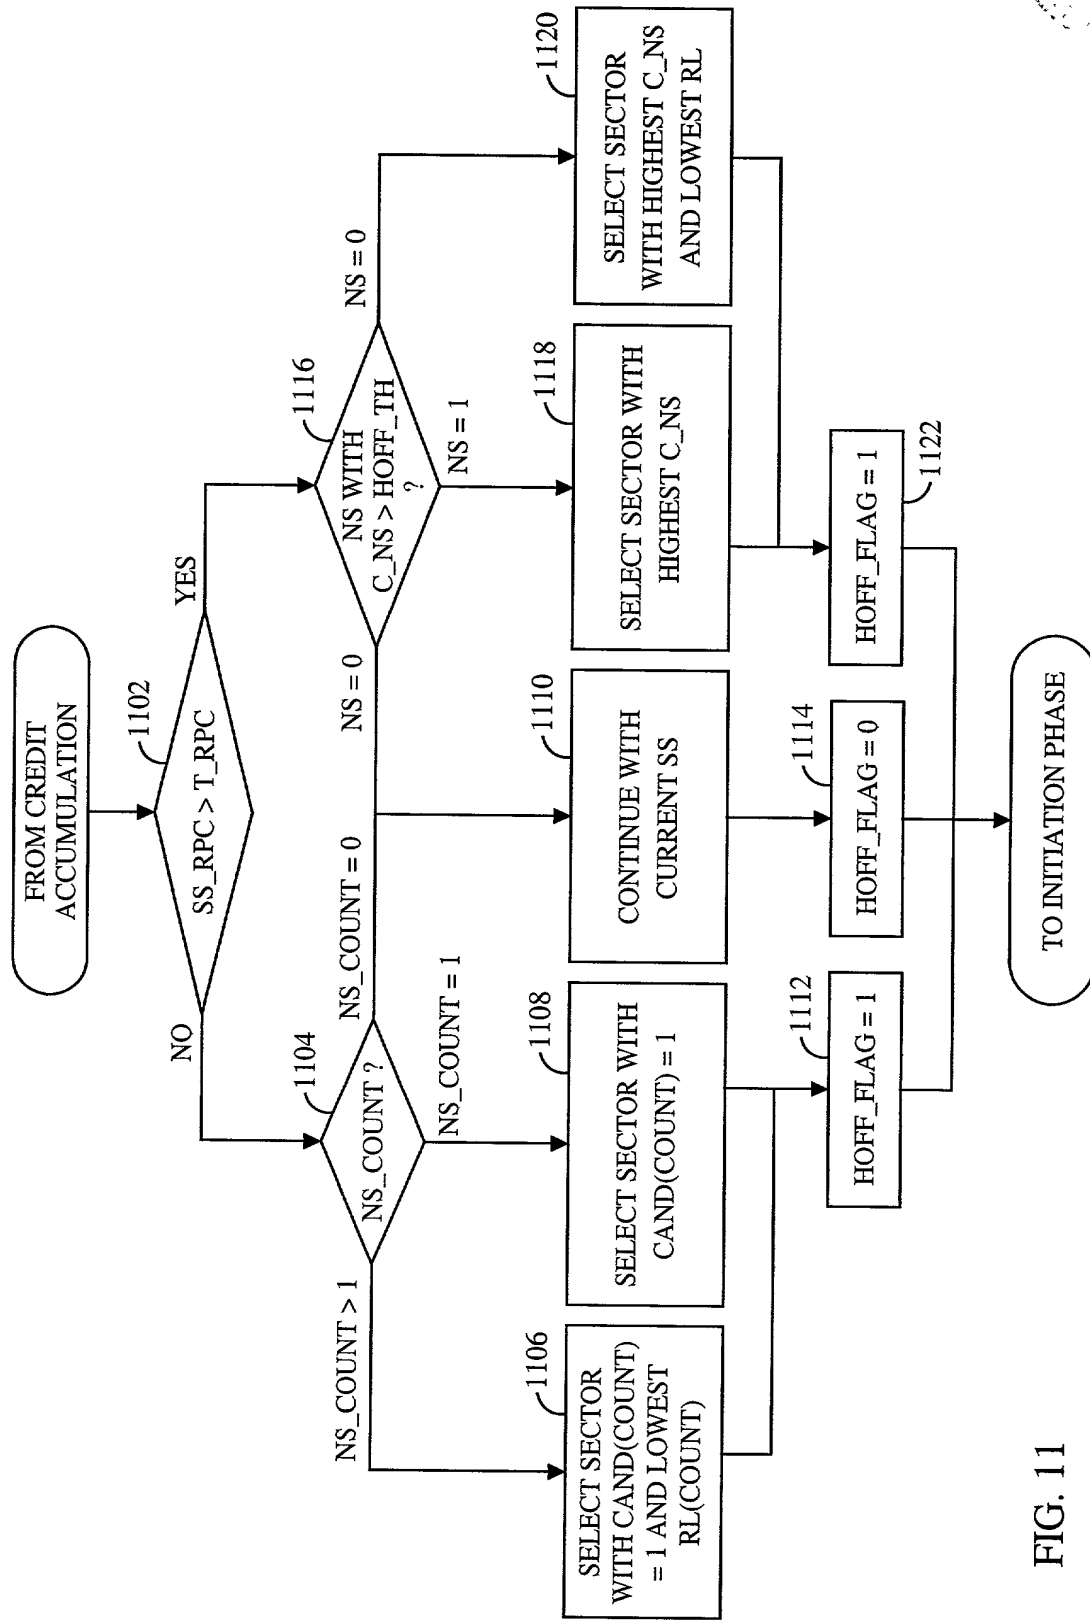 FROM CREDIT
ACCUMULATION
1102
SS_RPC > T_RPC
NO
YES
1104
NS_COUNT ?
NS_COUNT > 1
NS_COUNT = 1
NS_COUNT = 0
1116
NS WITH
C_NS > HOFF_TH
?
NS = 0
NS = 1
NS = 0
1106
SELECT SECTOR
WITH CAND(COUNT)
= 1 AND LOWEST
RL(COUNT)
1108
SELECT SECTOR WITH
CAND(COUNT) = 1
1110
CONTINUE WITH
CURRENT SS
1118
SELECT SECTOR WITH
HIGHEST C_NS
1120
SELECT SECTOR
WITH HIGHEST C_NS
AND LOWEST RL
1112
HOFF_FLAG = 1
1114
HOFF_FLAG = 0
HOFF_FLAG = 1
1122
TO INITIATION PHASE
FIG. 11